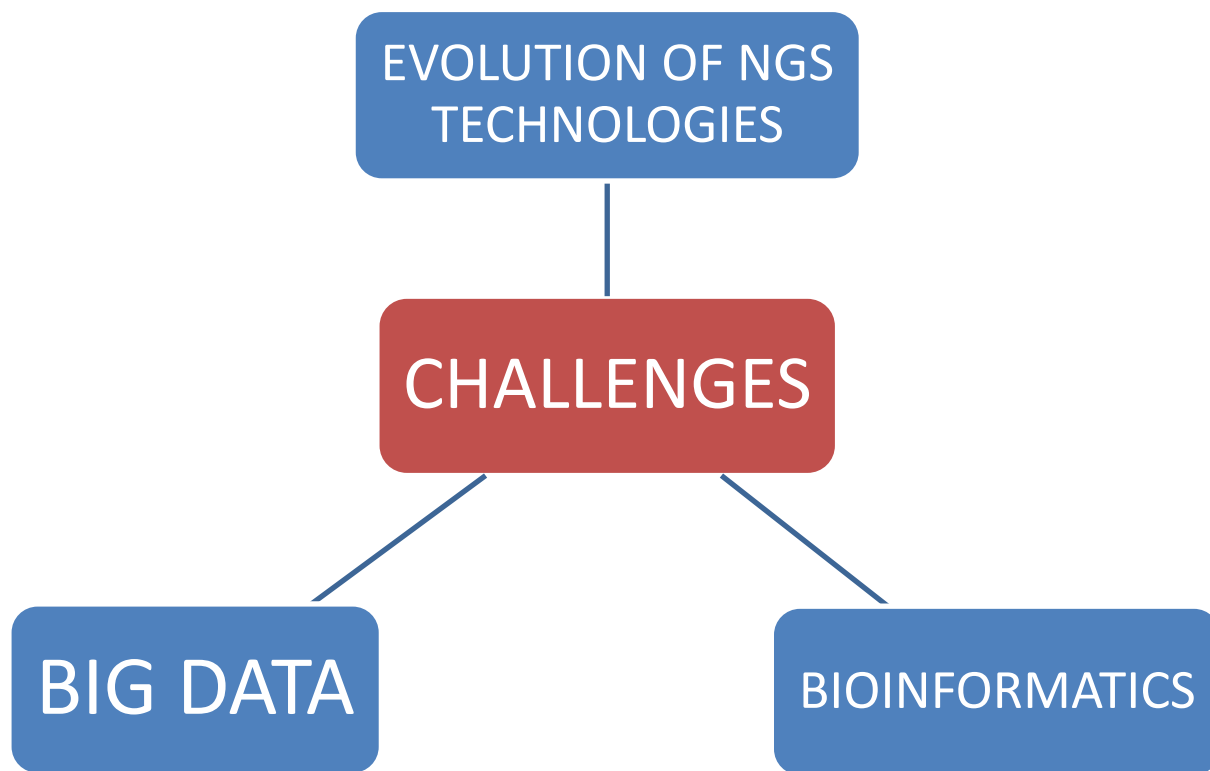 EVOLUTION OF NGS
TECHNOLOGIES
CHALLENGES
BIG DATA
BIOINFORMATICS